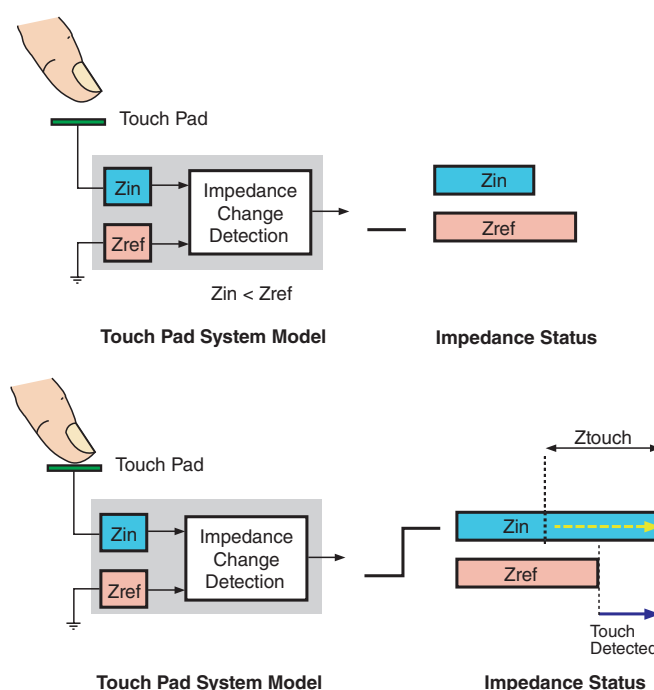 Touch Pad
Zin
Impedance
Change
Detection
Zref
Zin < Zref
Zin
Zref
Touch Pad System Model
Impedance Status
Ztouch
Touch Pad
Zin
Impedance
Change
Detection
Zref
Zin
Zref
Touch
Detected
Touch Pad System Model
Impedance Status